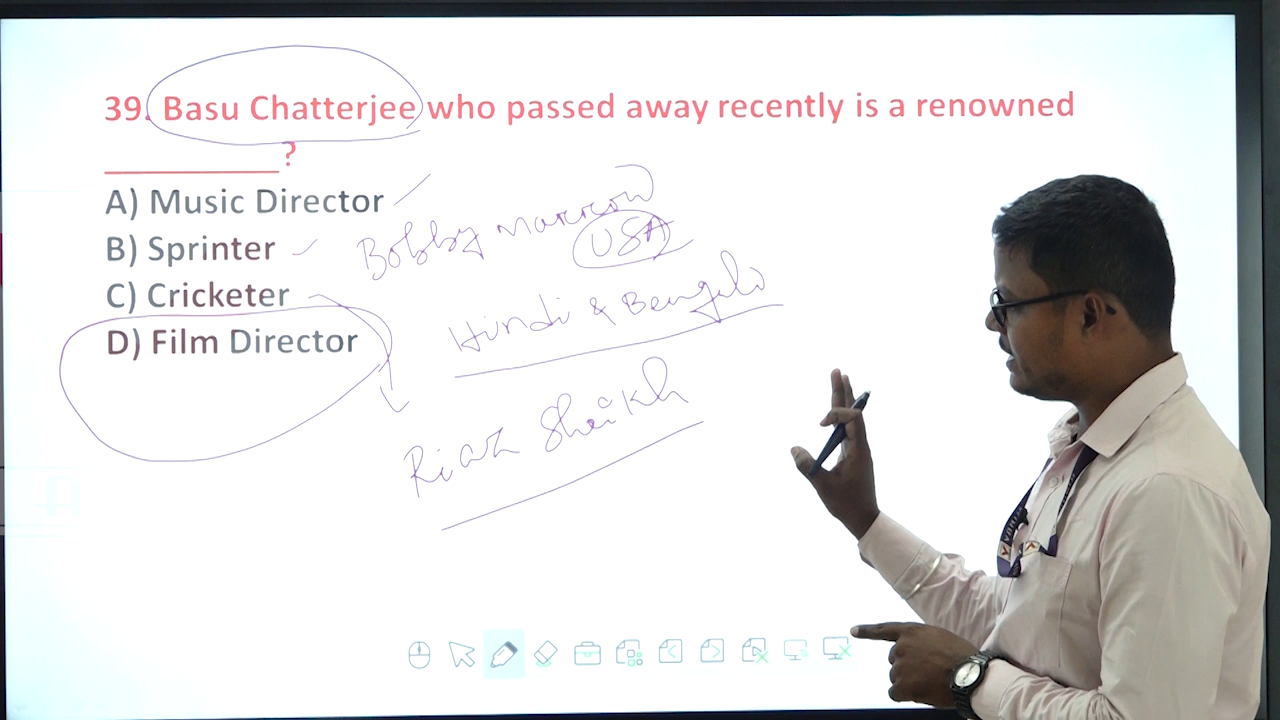 39. Basu Chatterjee who passed away recently is a renowned
__________?
A) Music Director
B) Sprinter
C) Cricketer
D) Film Director
Bobby Morrow
USA
Hindi & Bengali
Riaz Sheikh